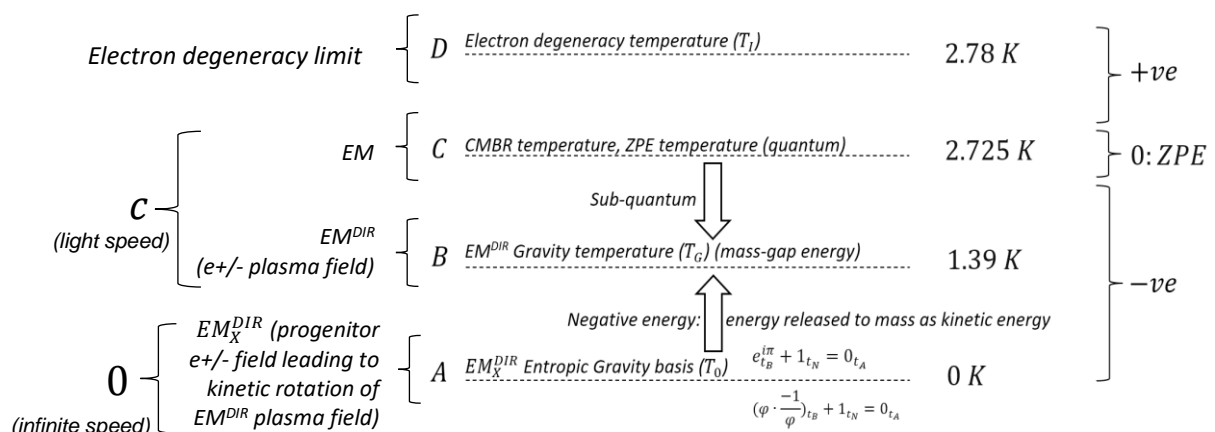 Electron degeneracy limit { D Electron degeneracy temperature (T_I) 2.78 K } +ve
EM { C CMBR temperature, ZPE temperature (quantum) 2.725 K } 0: ZPE
Sub-quantum
c
(light speed)
EM^DIR
(e+/- plasma field) { B EM^DIR Gravity temperature (T_G) (mass-gap energy) 1.39 K } −ve
Negative energy: energy released to mass as kinetic energy
0
(infinite speed)
EM_X^DIR (progenitor
e+/- field leading to
kinetic rotation of
EM^DIR plasma field)
A EM_X^DIR Entropic Gravity basis (T_0) e^{iπ}_{t_B} + 1_{t_N} = 0_{t_A} 0 K
(φ · −1/φ)_{t_B} + 1_{t_N} = 0_{t_A}